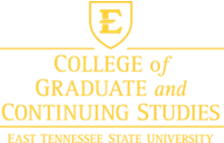 E
COLLEGE of
GRADUATE and
CONTINUING STUDIES
EAST TENNESSEE STATE UNIVERSITY